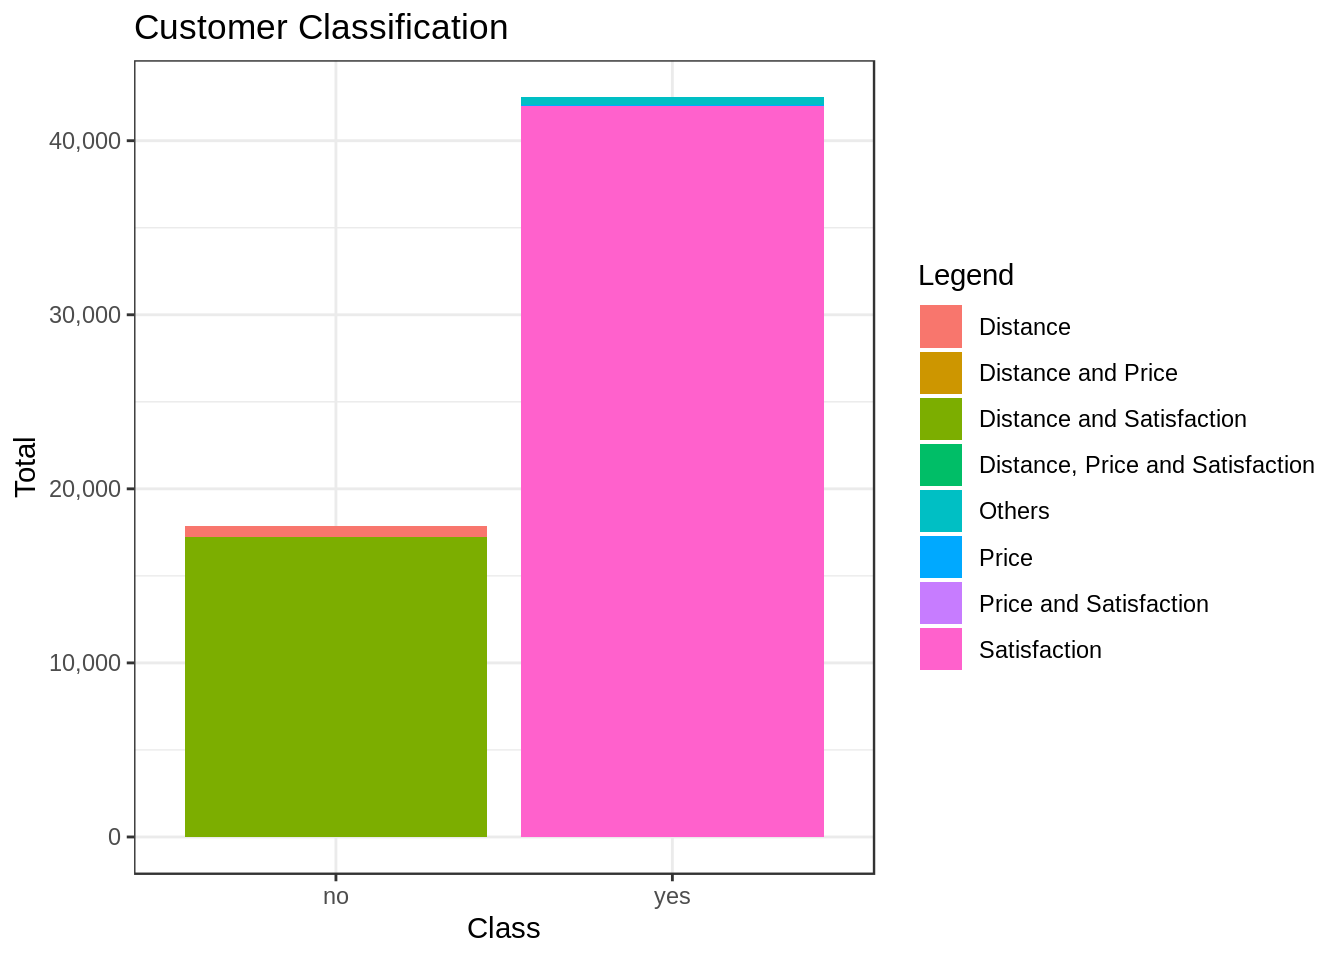 Customer Classification
Total
40,000
30,000
20,000
10,000
0
no
yes
Class
Legend
Distance
Distance and Price
Distance and Satisfaction
Distance, Price and Satisfaction
Others
Price
Price and Satisfaction
Satisfaction